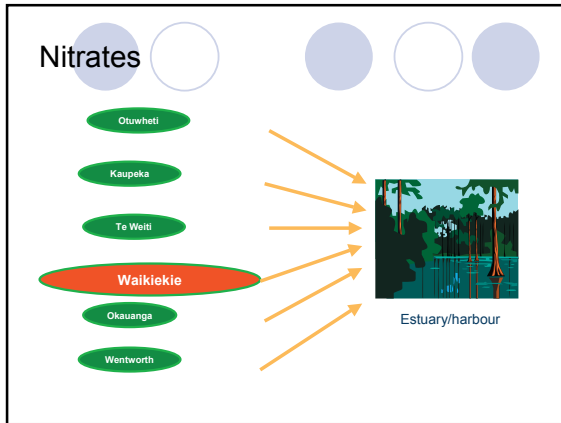 Nitrates
Otuwheti
Kaupeka
Te Weiti
Waikiekie
Okauanga
Wentworth
Estuary/harbour